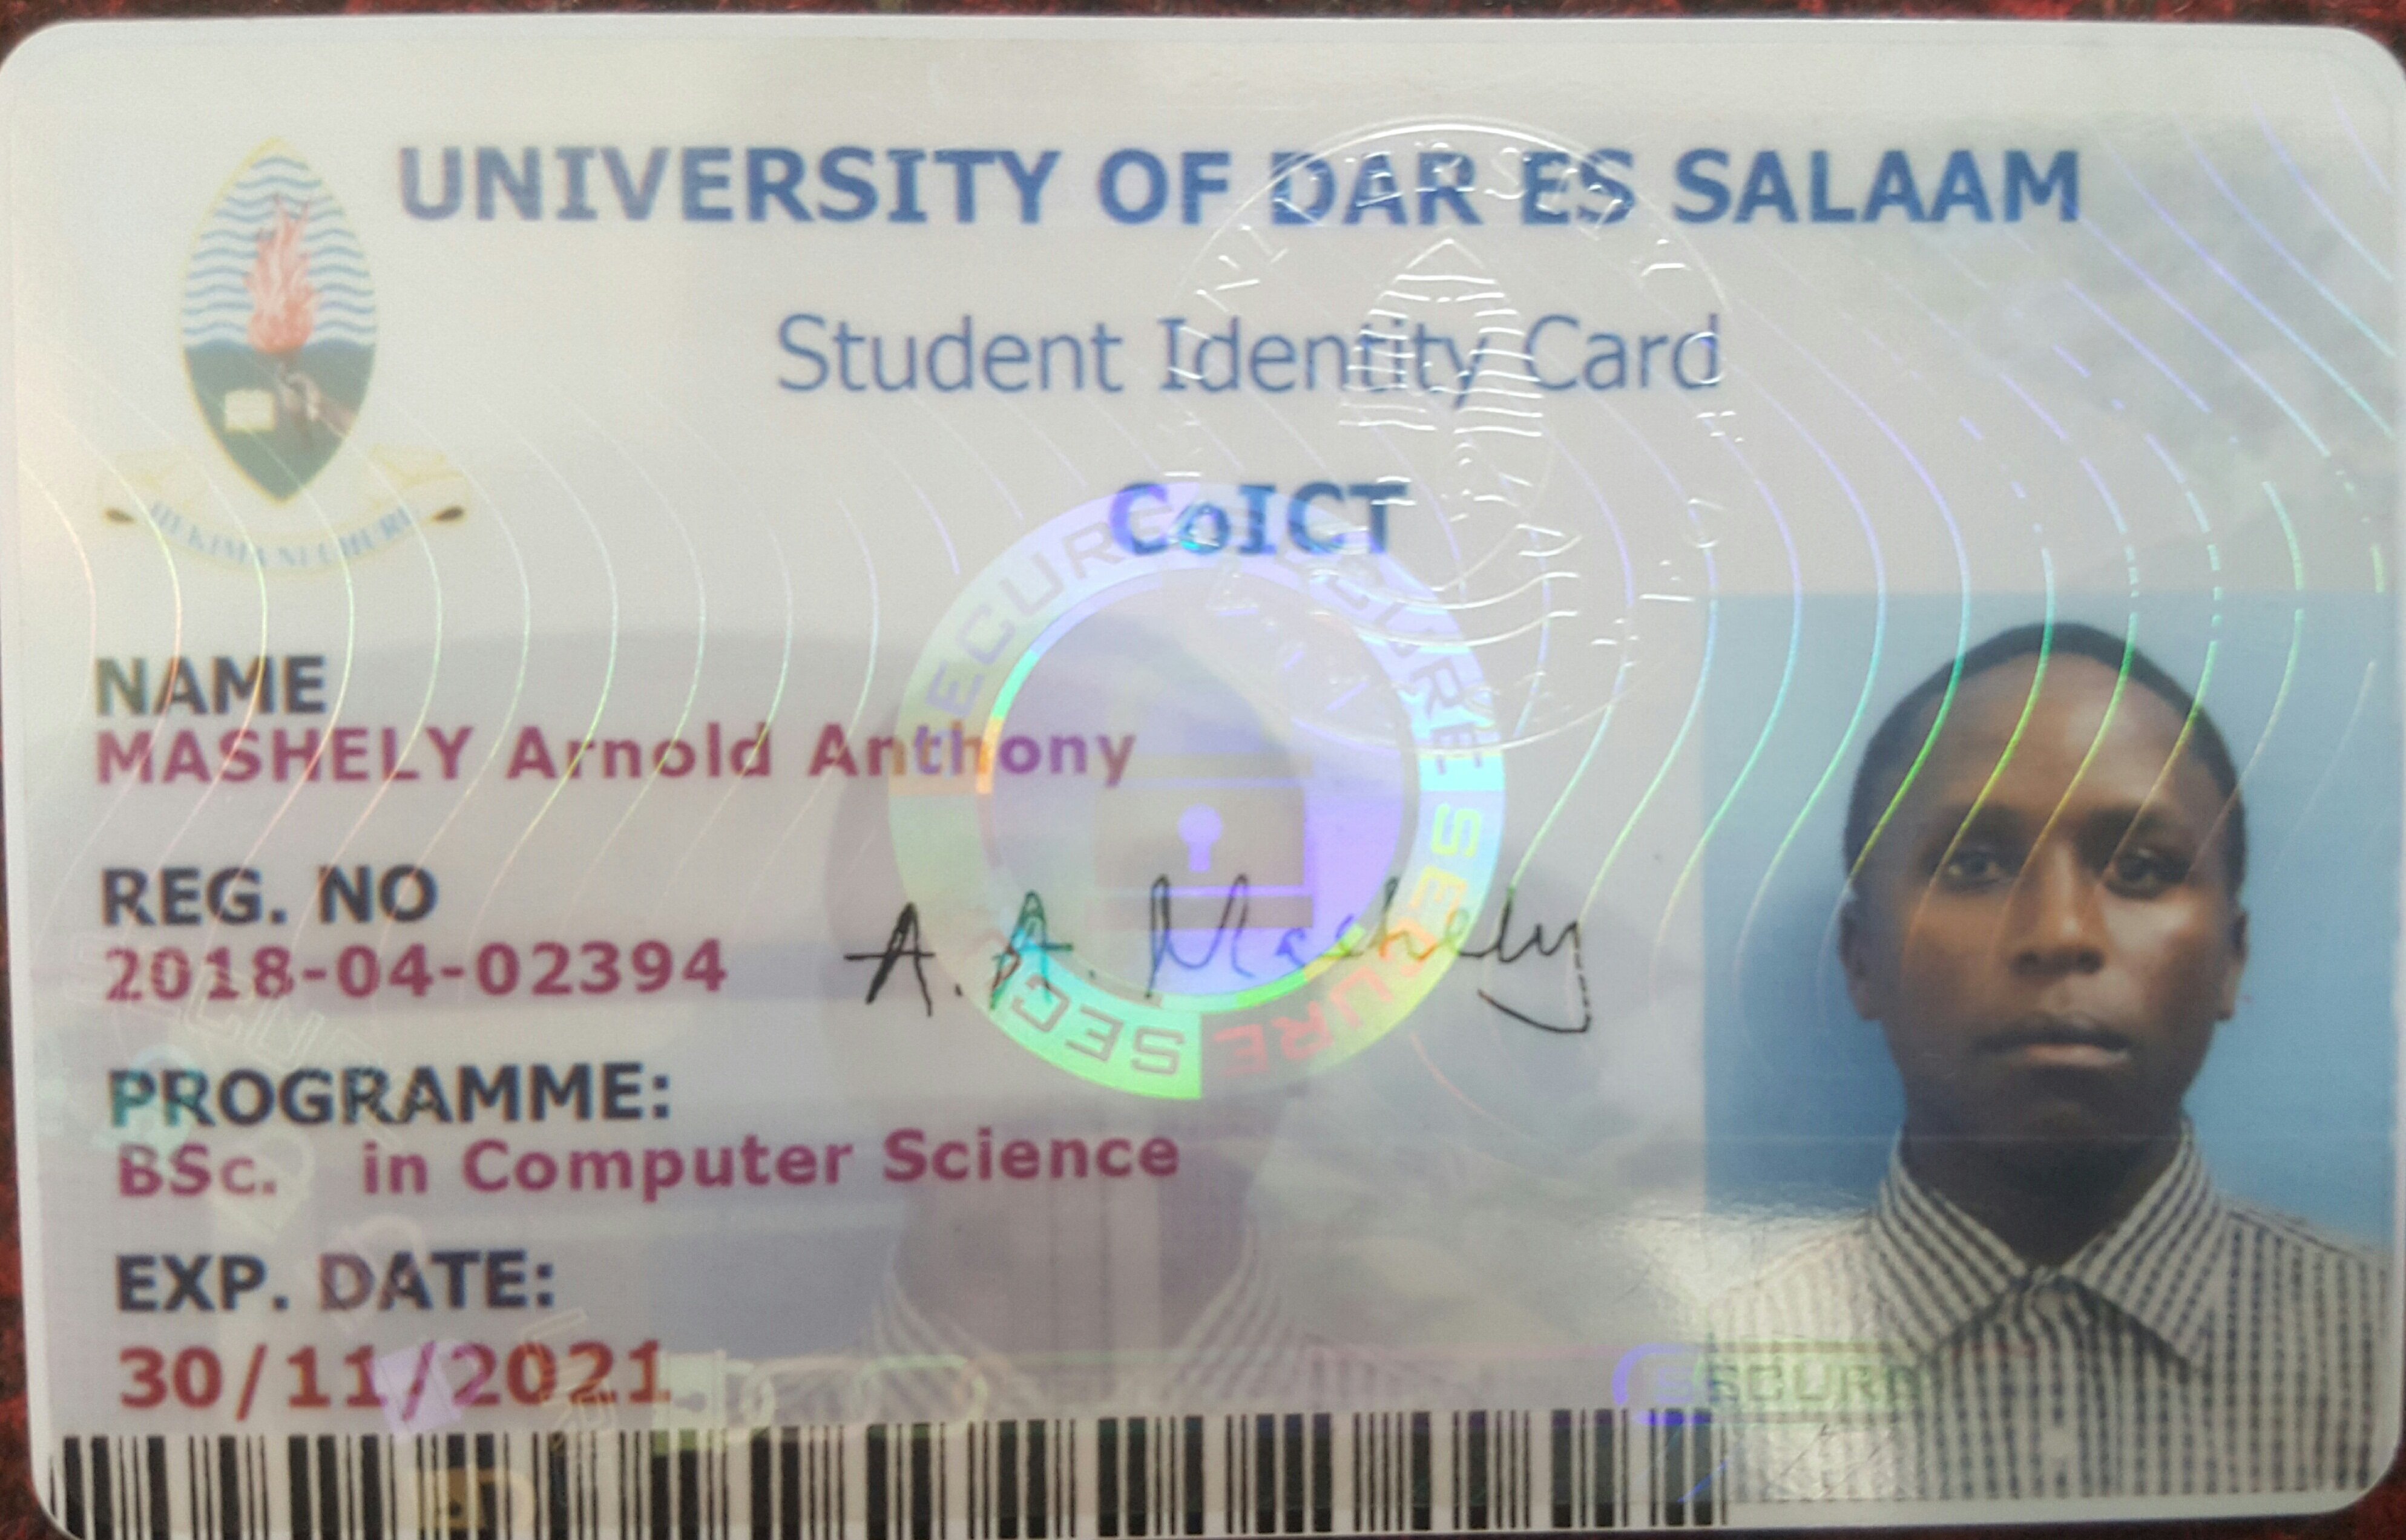 UNIVERSITY OF DAR ES SALAAM
Student Identity Card
CoICT
HEKIMA NI UHURU
NAME
MASHELY Arnold Anthony
REG. NO
2018-04-02394
A.A. Mashely
PROGRAMME:
BSc. in Computer Science
EXP. DATE:
30/11/2021
SECURE SECURE SECURE SECURE
SECURE